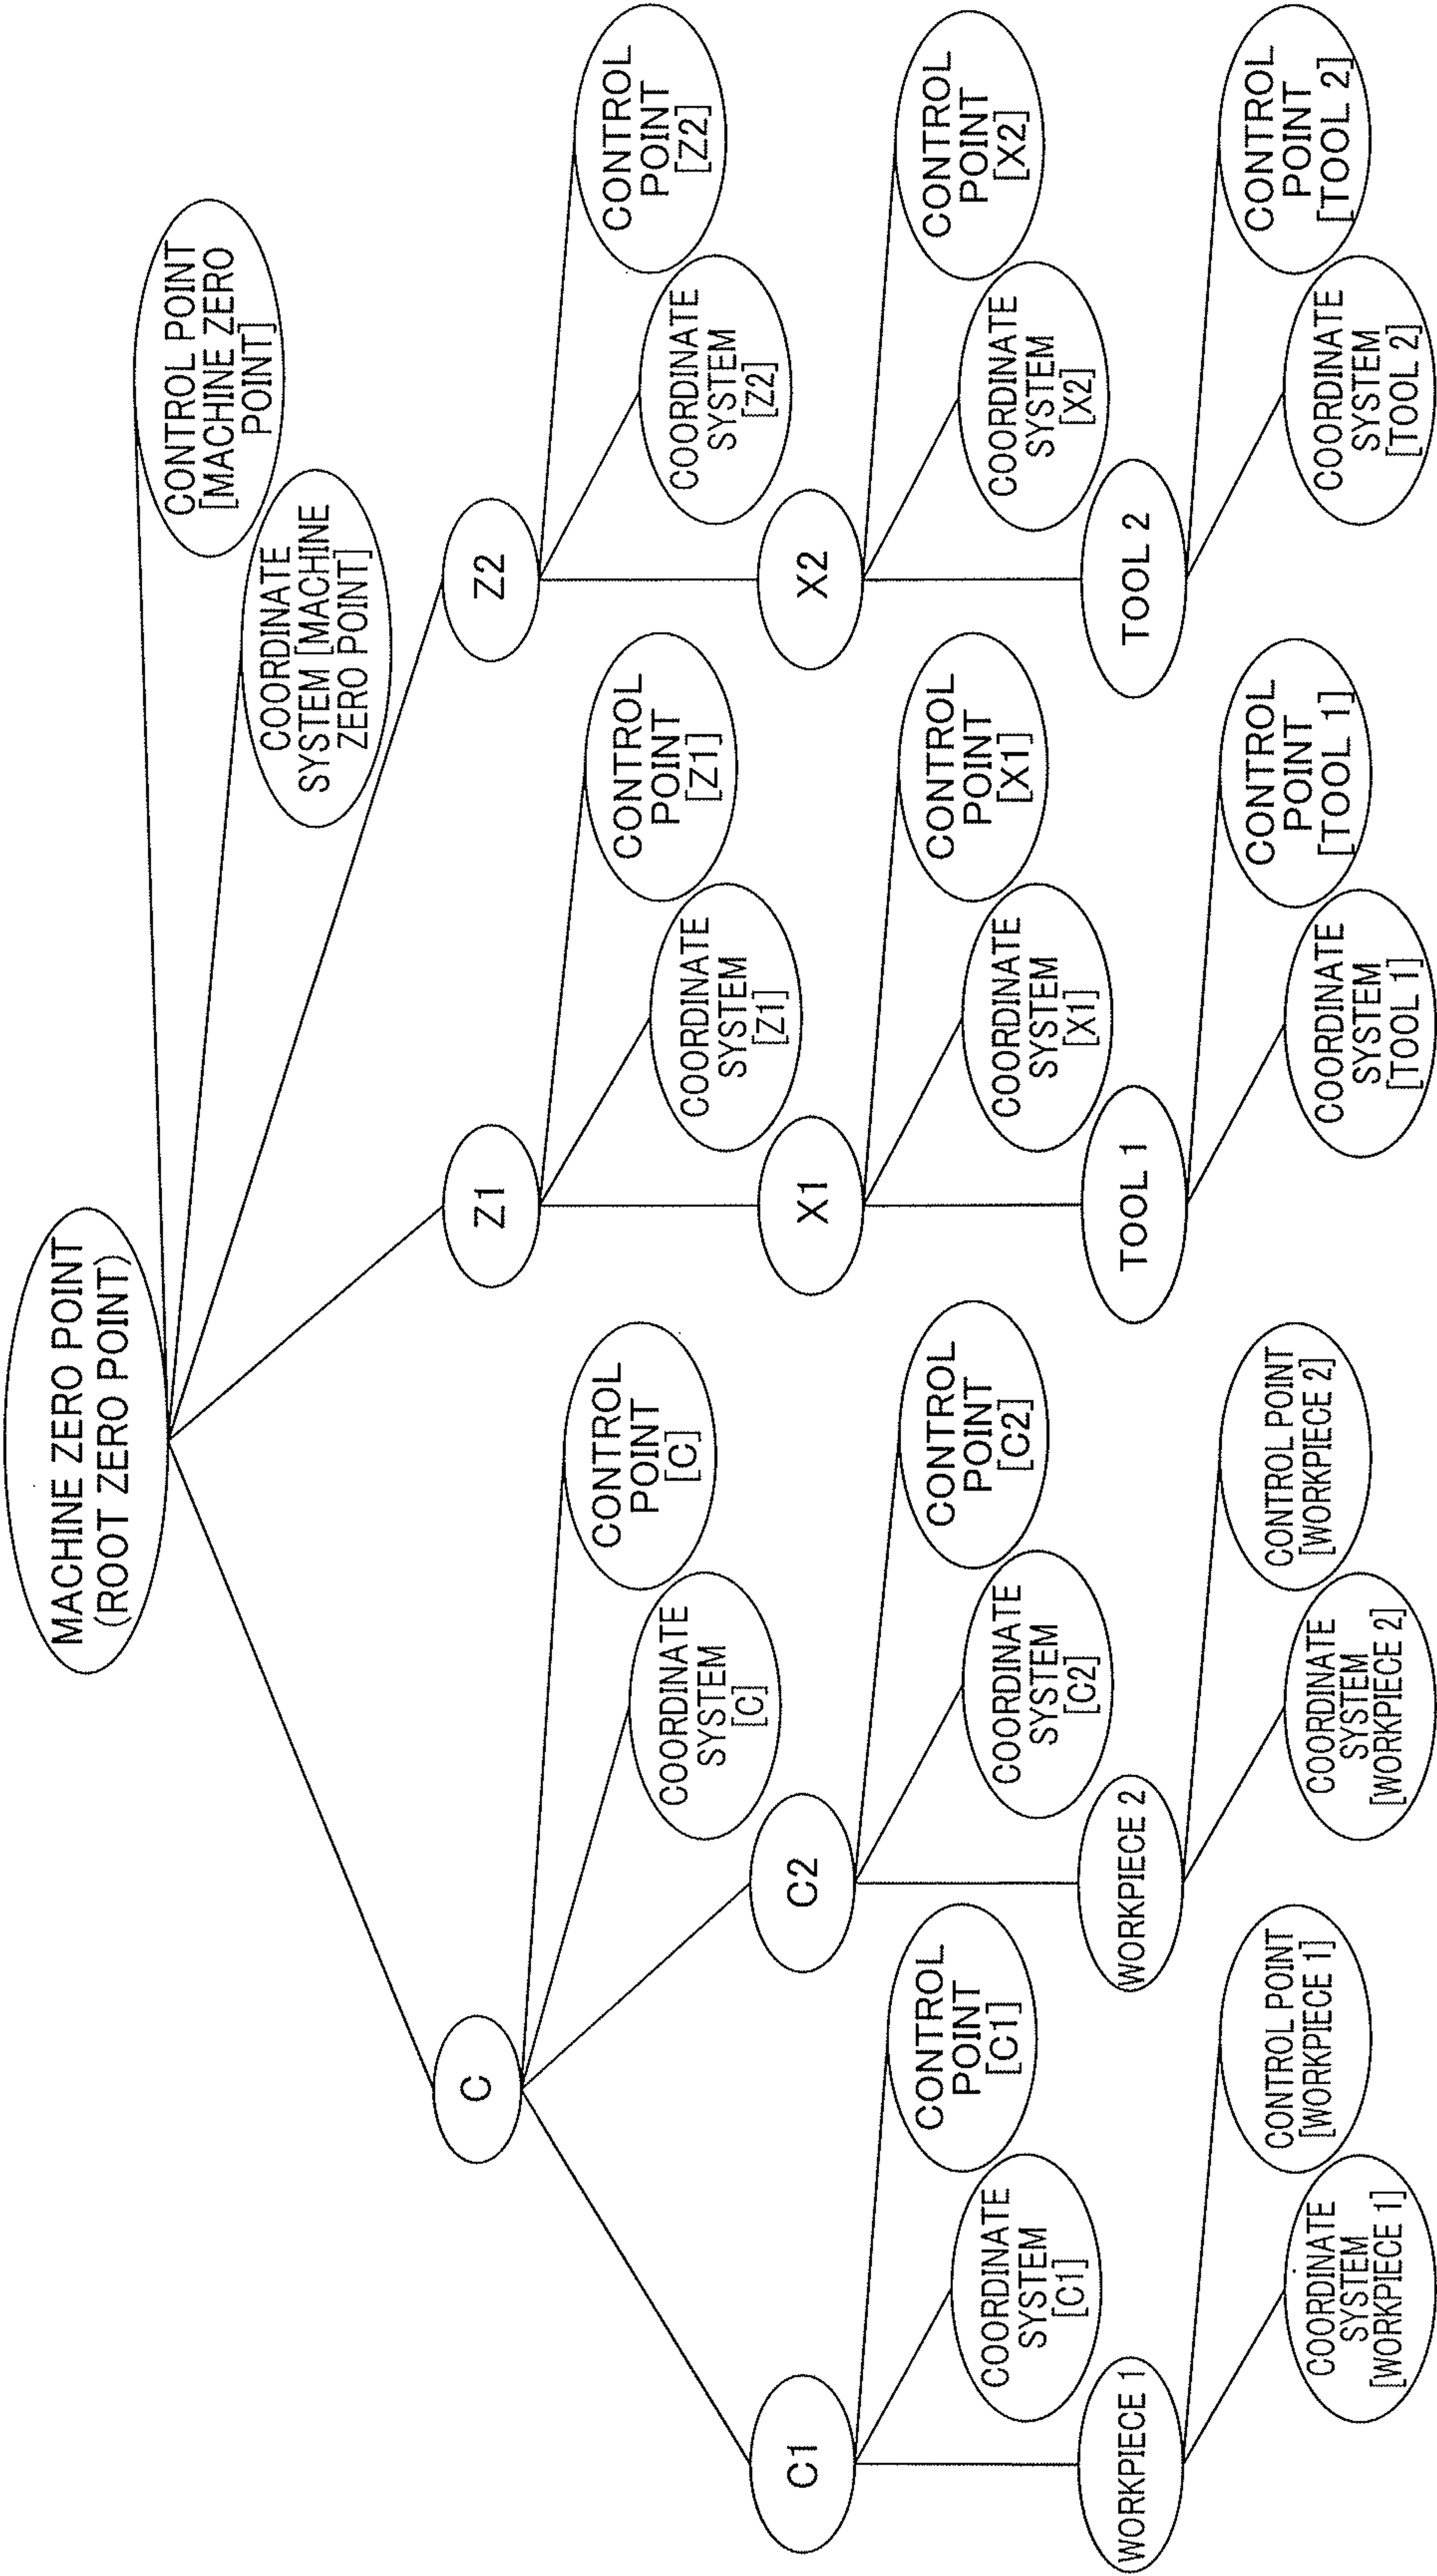 MACHINE ZERO POINT
(ROOT ZERO POINT)
CONTROL POINT
[MACHINE ZERO
POINT]
COORDINATE
SYSTEM [MACHINE
ZERO POINT]
C
Z1
Z2
COORDINATE
SYSTEM
[C]
CONTROL
POINT
[C]
COORDINATE
SYSTEM
[Z1]
CONTROL
POINT
[Z1]
COORDINATE
SYSTEM
[Z2]
CONTROL
POINT
[Z2]
C1
C2
X1
X2
COORDINATE
SYSTEM
[C1]
CONTROL
POINT
[C1]
COORDINATE
SYSTEM
[C2]
CONTROL
POINT
[C2]
COORDINATE
SYSTEM
[X1]
CONTROL
POINT
[X1]
COORDINATE
SYSTEM
[X2]
CONTROL
POINT
[X2]
WORKPIECE 1
WORKPIECE 2
TOOL 1
TOOL 2
COORDINATE
SYSTEM
[WORKPIECE 1]
CONTROL POINT
[WORKPIECE 1]
COORDINATE
SYSTEM
[WORKPIECE 2]
CONTROL POINT
[WORKPIECE 2]
COORDINATE
SYSTEM
[TOOL 1]
CONTROL
POINT
[TOOL 1]
COORDINATE
SYSTEM
[TOOL 2]
CONTROL
POINT
[TOOL 2]